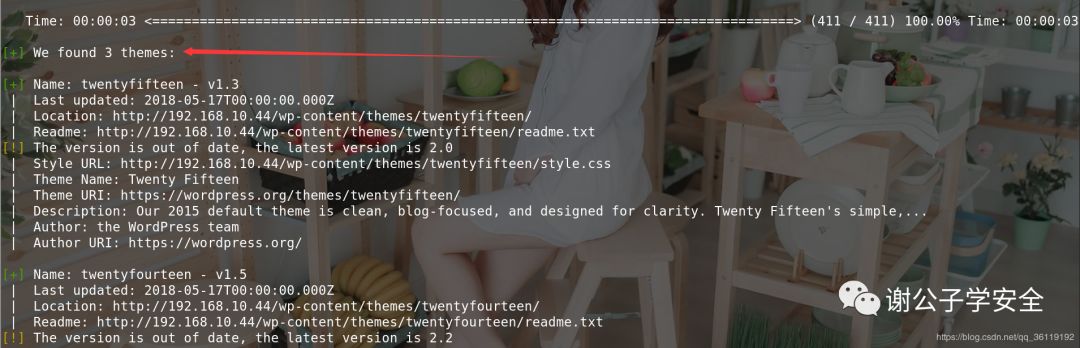 Time: 00:00:03 <==================================================================================> (411 / 411) 100.00% Time: 00:00:03
[+] We found 3 themes:
[+] Name: twentyfifteen - v1.3
|  Last updated: 2018-05-17T00:00:00.000Z
|  Location: http://192.168.10.44/wp-content/themes/twentyfifteen/
|  Readme: http://192.168.10.44/wp-content/themes/twentyfifteen/readme.txt
[!] The version is out of date, the latest version is 2.0
|  Style URL: http://192.168.10.44/wp-content/themes/twentyfifteen/style.css
|  Theme Name: Twenty Fifteen
|  Theme URI: https://wordpress.org/themes/twentyfifteen/
|  Description: Our 2015 default theme is clean, blog-focused, and designed for clarity. Twenty Fifteen's simple,...
|  Author: the WordPress team
|  Author URI: https://wordpress.org/
[+] Name: twentyfourteen - v1.5
|  Last updated: 2018-05-17T00:00:00.000Z
|  Location: http://192.168.10.44/wp-content/themes/twentyfourteen/
|  Readme: http://192.168.10.44/wp-content/themes/twentyfourteen/readme.txt
[!] The version is out of date, the latest version is 2.2
谢公子学安全
https://blog.csdn.net/qq_36119192